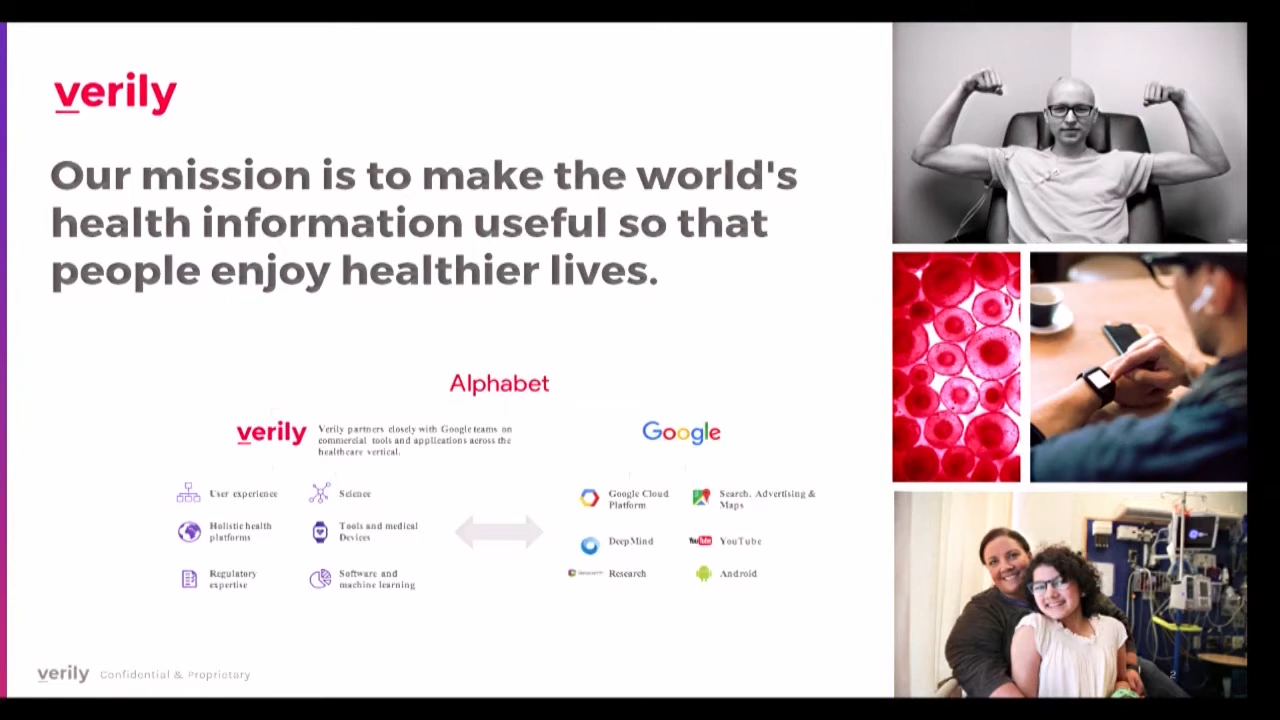 verily
Our mission is to make the world's
health information useful so that
people enjoy healthier lives.
Alphabet
verily
Verily partners closely with Google teams on
commercial tools and applications across the
healthcare vertical.
Google
User experience
Science
Google Cloud
Platform
Search, Advertising &
Maps
Holistic health
platforms
Tools and medical
Devices
DeepMind
YouTube
YouTube
Regulatory
expertise
Software and
machine learning
Research
Android
verily Confidential & Proprietary
2